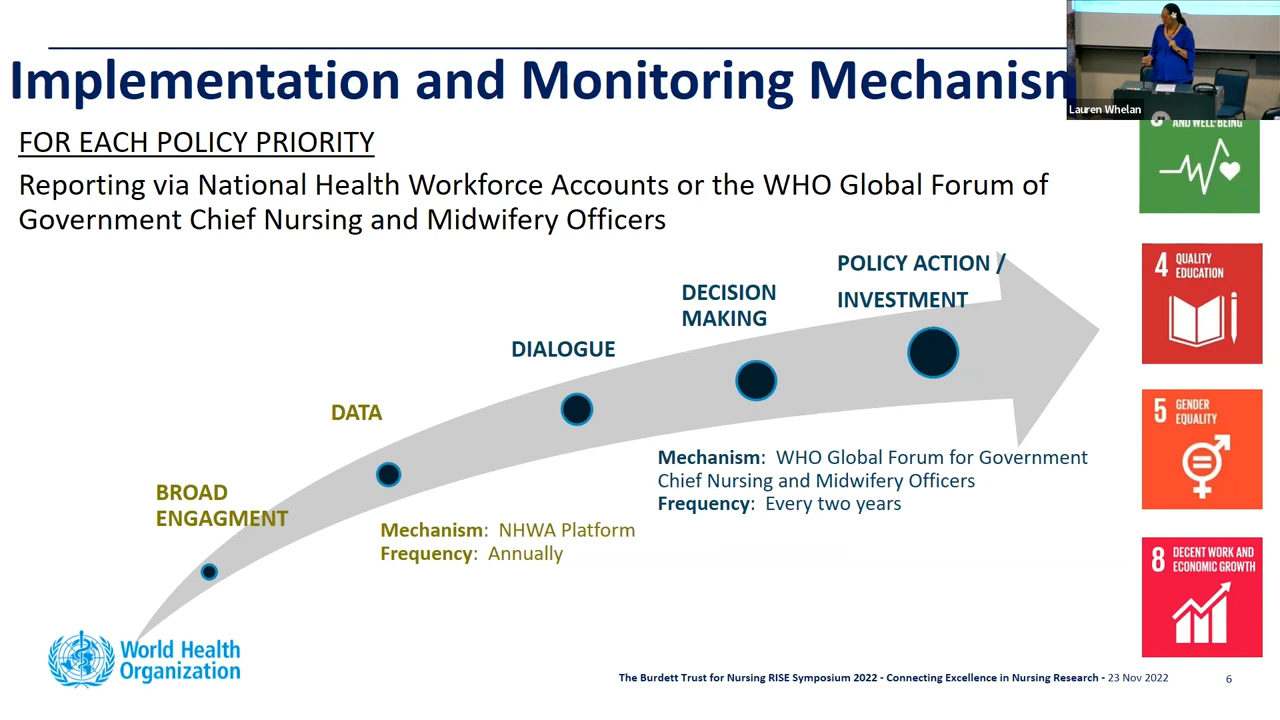 Implementation and Monitoring Mechanism
Lauren Whelan
FOR EACH POLICY PRIORITY
Reporting via National Health Workforce Accounts or the WHO Global Forum of
Government Chief Nursing and Midwifery Officers
AND WELL-BEING
4 QUALITY
EDUCATION
5 GENDER
EQUALITY
8 DECENT WORK AND
ECONOMIC GROWTH
POLICY ACTION /
INVESTMENT
DECISION
MAKING
DIALOGUE
DATA
BROAD
ENGAGMENT
Mechanism: WHO Global Forum for Government
Chief Nursing and Midwifery Officers
Frequency: Every two years
Mechanism: NHWA Platform
Frequency: Annually
World Health
Organization
The Burdett Trust for Nursing RISE Symposium 2022 - Connecting Excellence in Nursing Research - 23 Nov 2022
6